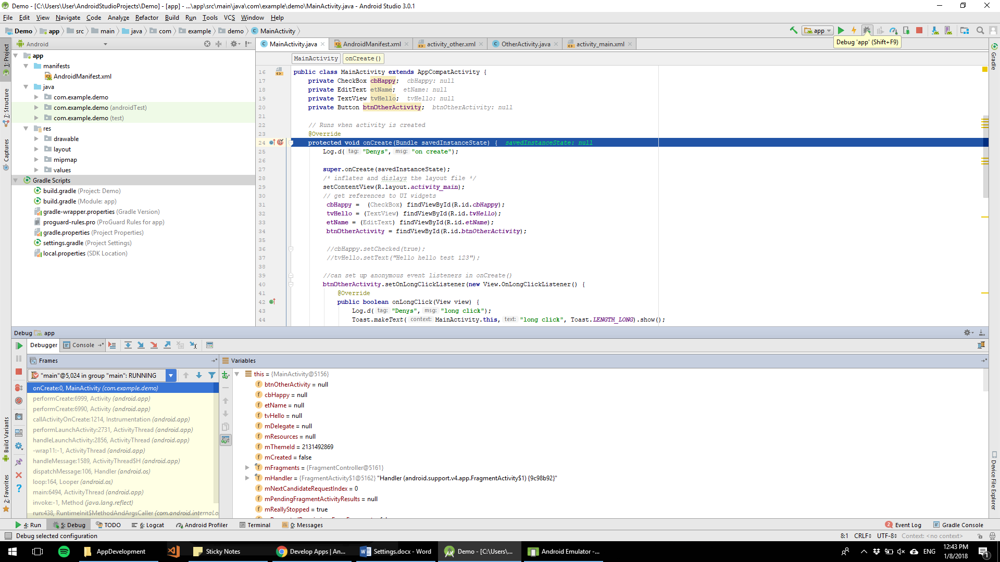 Demo - [C:\Users\User\AndroidStudioProjects\Demo] - [app] - ...\app\src\main\java\com\example\demo\MainActivity.java - Android Studio 3.0.1
File Edit View Navigate Code Analyze Refactor Build Run Tools VCS Window Help
Demo app src main java com example demo MainActivity
app
Debug 'app' (Shift+F9)
Android
MainActivity.java AndroidManifest.xml activity_other.xml OtherActivity.java activity_main.xml
MainActivity onCreate()
1: Project
7: Structure
Captures
Build Variants
2: Favorites
app
manifests
AndroidManifest.xml
java
com.example.demo
com.example.demo (androidTest)
com.example.demo (test)
res
drawable
layout
mipmap
values
Gradle Scripts
build.gradle (Project: Demo)
build.gradle (Module: app)
gradle-wrapper.properties (Gradle Version)
proguard-rules.pro (ProGuard Rules for app)
gradle.properties (Project Properties)
settings.gradle (Project Settings)
local.properties (SDK Location)
16 public class MainActivity extends AppCompatActivity {
17 private CheckBox cbHappy; cbHappy: null
18 private EditText etName; etName: null
19 private TextView tvHello; tvHello: null
20 private Button btnOtherActivity; btnOtherActivity: null
21
22 // Runs when activity is created
23 @Override
24 protected void onCreate(Bundle savedInstanceState) { savedInstanceState: null
25 Log.d( tag: "Denys", msg: "on create");
26
27 super.onCreate(savedInstanceState);
28 /* inflates and dislays the layout file */
29 setContentView(R.layout.activity_main);
30 // get references to UI widgets
31 cbHappy = (CheckBox) findViewById(R.id.cbHappy);
32 tvHello = (TextView) findViewById(R.id.tvHello);
33 etName = (EditText) findViewById(R.id.etName);
34 btnOtherActivity = findViewById(R.id.btnOtherActivity);
35
36 //cbHappy.setChecked(true);
37 //tvHello.setText("Hello hello test 123");
38
39 //can set up anonymous event listeners in onCreate()
40 btnOtherActivity.setOnLongClickListener(new View.OnLongClickListener() {
41 @Override
42 public boolean onLongClick(View view) {
43 Log.d( tag: "Denys", msg: "long click");
44 Toast.makeText( context: MainActivity.this, text: "long click", Toast.LENGTH_LONG).show();
Gradle
Device File Explorer
Debug app
Debugger Console
Frames
Variables
"main"@5,024 in group "main": RUNNING
onCreate:0, MainActivity (com.example.demo)
performCreate:6999, Activity (android.app)
performCreate:6990, Activity (android.app)
callActivityOnCreate:1214, Instrumentation (android.app)
performLaunchActivity:2731, ActivityThread (android.app)
handleLaunchActivity:2856, ActivityThread (android.app)
-wrap11:-1, ActivityThread (android.app)
handleMessage:1589, ActivityThread$H (android.app)
dispatchMessage:106, Handler (android.os)
loop:164, Looper (android.os)
main:6494, ActivityThread (android.app)
invoke:-1, Method (java.lang.reflect)
run:438, RuntimeInit$MethodAndArgsCaller (com.android.internal.o
this = {MainActivity@5156}
btnOtherActivity = null
cbHappy = null
etName = null
tvHello = null
mDelegate = null
mResources = null
mThemeId = 2131492869
mCreated = false
mFragments = {FragmentController@5161}
mHandler = {FragmentActivity$1@5162} "Handler (android.support.v4.app.FragmentActivity$1) {9c98b92}"
mNextCandidateRequestIndex = 0
mPendingFragmentActivityResults = null
mReallyStopped = true
4: Run 5: Debug TODO 6: Logcat Android Profiler Terminal 0: Messages 2 Event Log Gradle Console
Debug selected configuration 8:1 CRLF UTF-8 Context: <no context>
AppDevelopment Sticky Notes Develop Apps | An... Settings.docx - Word Demo - [C:\Users\... Android Emulator -... ENG 12:43 PM
1/8/2018 1